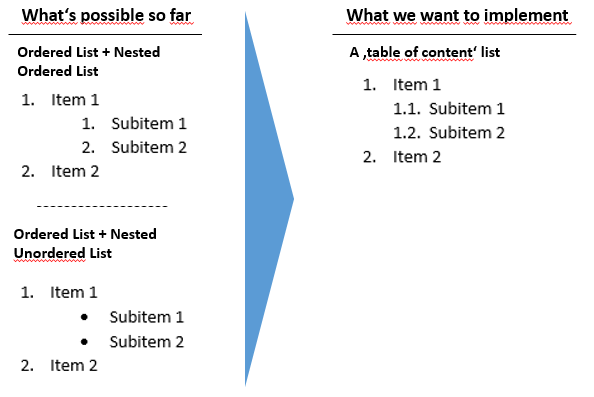 What‘s possible so far
Ordered List + Nested
Ordered List
1. Item 1
1. Subitem 1
2. Subitem 2
2. Item 2
-------------------
Ordered List + Nested
Unordered List
1. Item 1
• Subitem 1
• Subitem 2
2. Item 2
What we want to implement
A ‚table of content‘ list
1. Item 1
1.1. Subitem 1
1.2. Subitem 2
2. Item 2